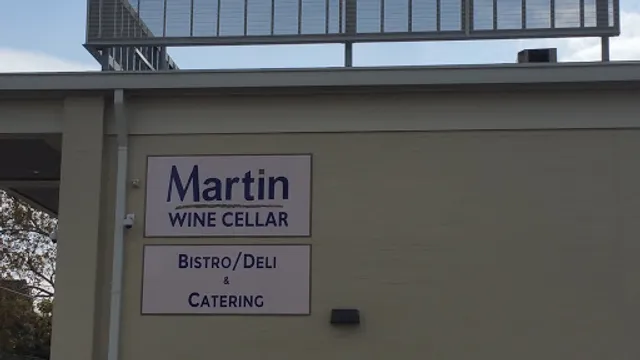 Martin
WINE CELLAR
BISTRO/DELI
&
CATERING